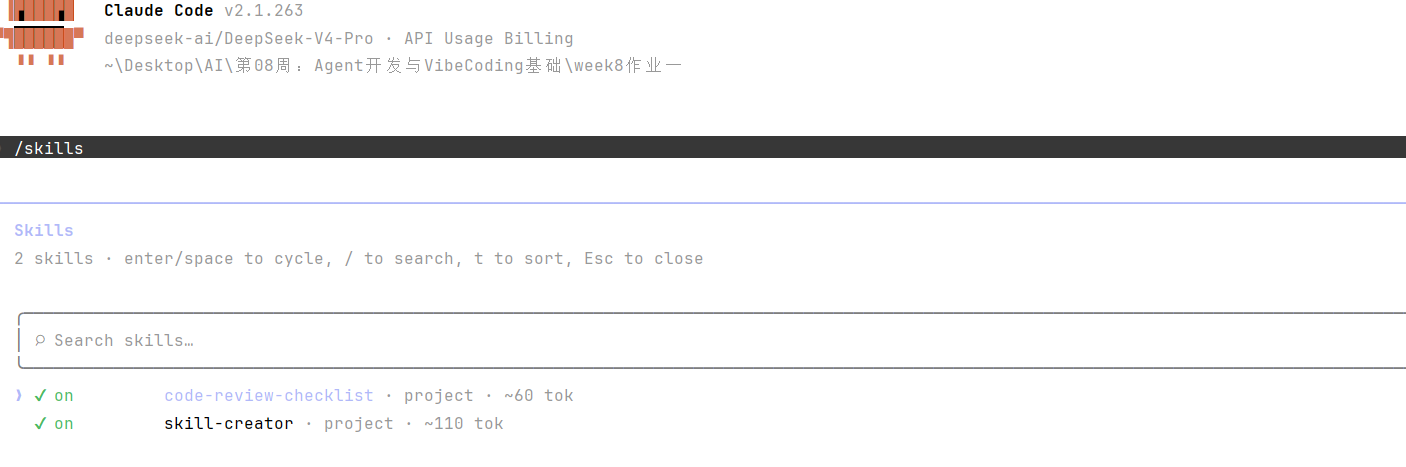 Claude Code v2.1.263
deepseek-ai/DeepSeek-V4-Pro · API Usage Billing
~\Desktop\AI\第08周：Agent开发与VibeCoding基础\week8作业一
/skills
Skills
2 skills · enter/space to cycle, / to search, t to sort, Esc to close
⌕ Search skills…
❯ ✓ on code-review-checklist · project · ~60 tok
✓ on skill-creator · project · ~110 tok